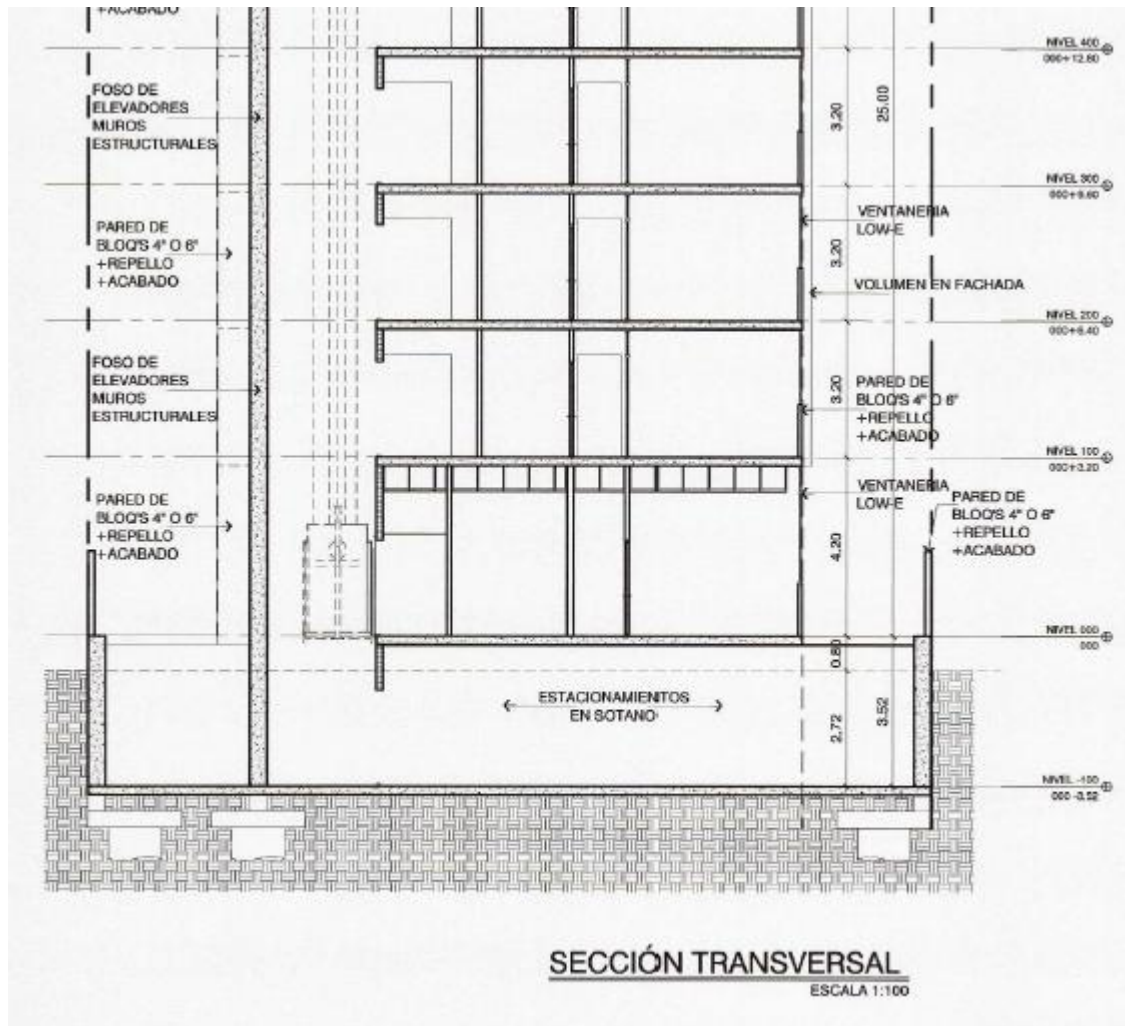 +ACABADO
FOSO DE
ELEVADORES
MUROS
ESTRUCTURALES
PARED DE
BLOQ'S 4" O 6"
+REPELLO
+ACABADO
FOSO DE
ELEVADORES
MUROS
ESTRUCTURALES
PARED DE
BLOQ'S 4" O 6"
+REPELLO
+ACABADO
3.20
25.00
3.20
3.20
4.20
0.80
2.72
3.52
VENTANERIA
LOW-E
VOLUMEN EN FACHADA
PARED DE
BLOQ'S 4" O 6"
+REPELLO
+ACABADO
VENTANERIA
LOW-E
PARED DE
BLOQ'S 4" O 6"
+REPELLO
+ACABADO
NIVEL 400
000+12.80
NIVEL 300
000+9.60
NIVEL 200
000+6.40
NIVEL 100
000+3.20
NIVEL 000
000
NIVEL -100
000 -3.52
ESTACIONAMIENITOS
EN SOTANO
SECCIÓN TRANSVERSAL
ESCALA 1:100